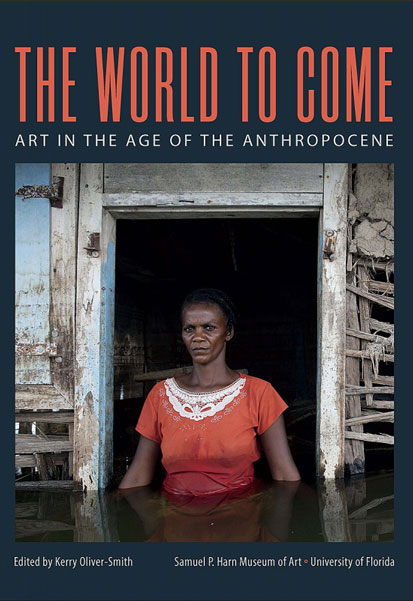 THE WORLD TO COME
ART IN THE AGE OF THE ANTHROPOCENE
Edited by Kerry Oliver-Smith
Samuel P. Harn Museum of Art • University of Florida